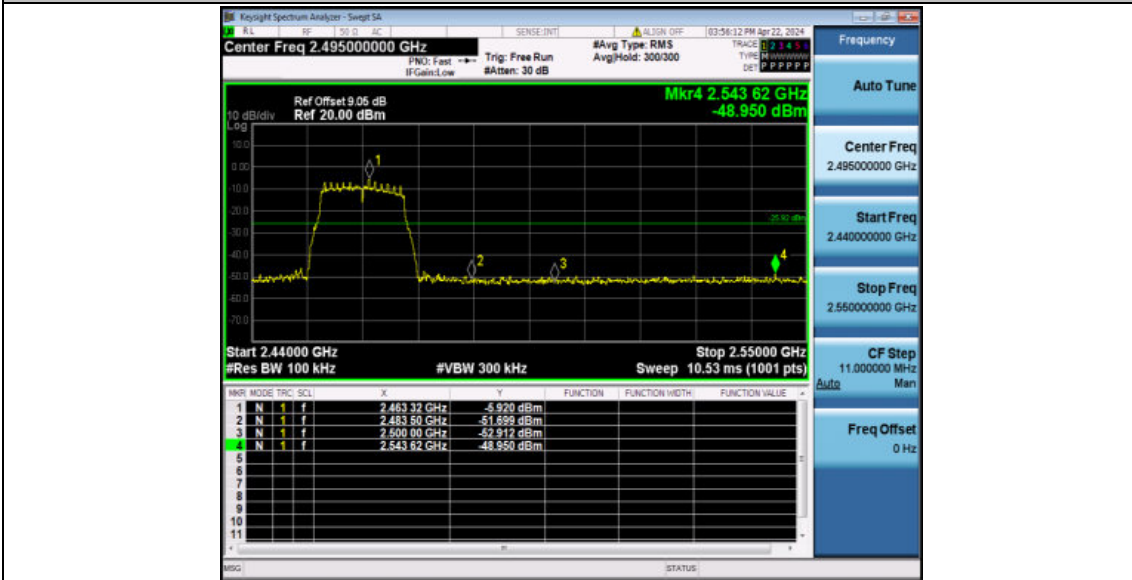 Keysight Spectrum Analyzer - Swept SA
RL RF 50 Ω AC SENSE:INT ALIGN OFF 03:56:12 PM Apr 22, 2024
Center Freq 2.495000000 GHz
PNO: Fast
IFGain:Low
Trig: Free Run
#Atten: 30 dB
#Avg Type: RMS
Avg|Hold: 300/300
TRACE 1 2 3 4 5 6
TYPE M W W W W W
DET P P P P P P
Mkr4 2.543 62 GHz
-48.950 dBm
Ref Offset 9.05 dB
Ref 20.00 dBm
10 dB/div
Log
10.0
0.00
-10.0
-20.0
-30.0
-40.0
-50.0
-60.0
-70.0
1
2
3
4
-25.92 dBm
Start 2.44000 GHz
Stop 2.55000 GHz
#Res BW 100 kHz
#VBW 300 kHz
Sweep 10.53 ms (1001 pts)
MKR MODE TRC SCL X Y FUNCTION FUNCTION WIDTH FUNCTION VALUE
1 N 1 f 2.463 32 GHz -5.920 dBm
2 N 1 f 2.483 50 GHz -51.699 dBm
3 N 1 f 2.500 00 GHz -52.912 dBm
4 N 1 f 2.543 62 GHz -48.950 dBm
5
6
7
8
9
10
11
MSG
STATUS
Frequency
Auto Tune
Center Freq
2.495000000 GHz
Start Freq
2.440000000 GHz
Stop Freq
2.550000000 GHz
CF Step
11.000000 MHz
Auto Man
Freq Offset
0 Hz